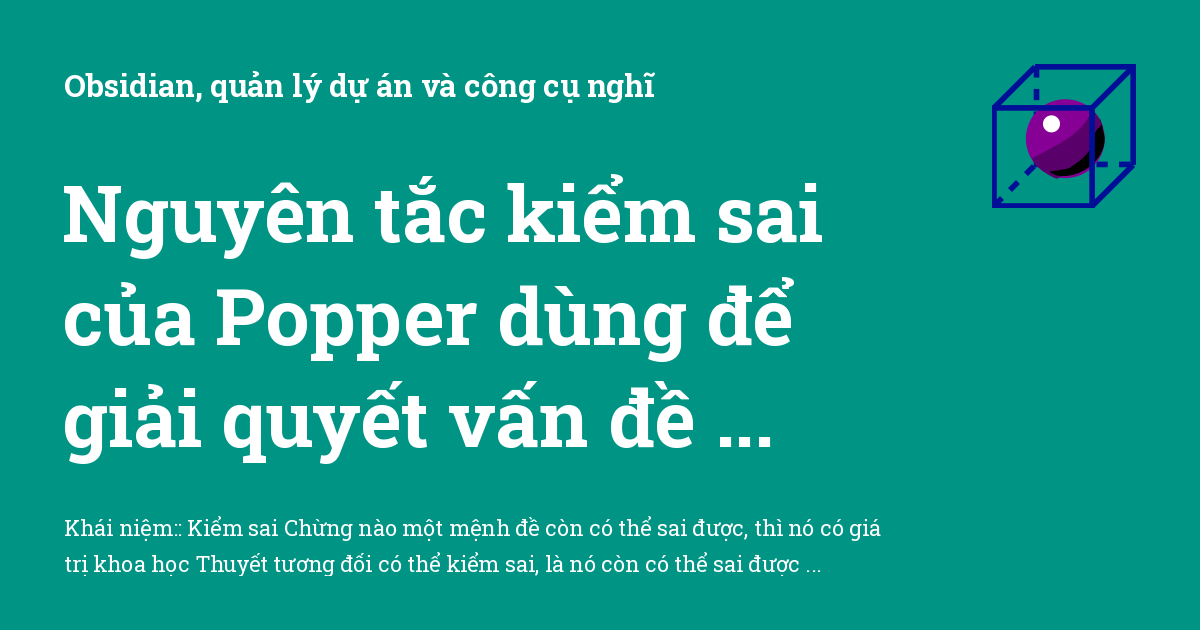 Obsidian, quản lý dự án và công cụ nghĩ
Nguyên tắc kiểm sai
của Popper dùng để
giải quyết vấn đề ...
Khái niệm:: Kiểm sai Chừng nào một mệnh đề còn có thể sai được, thì nó có giá
trị khoa học Thuyết tương đối có thể kiểm sai, là nó còn có thể sai được ...